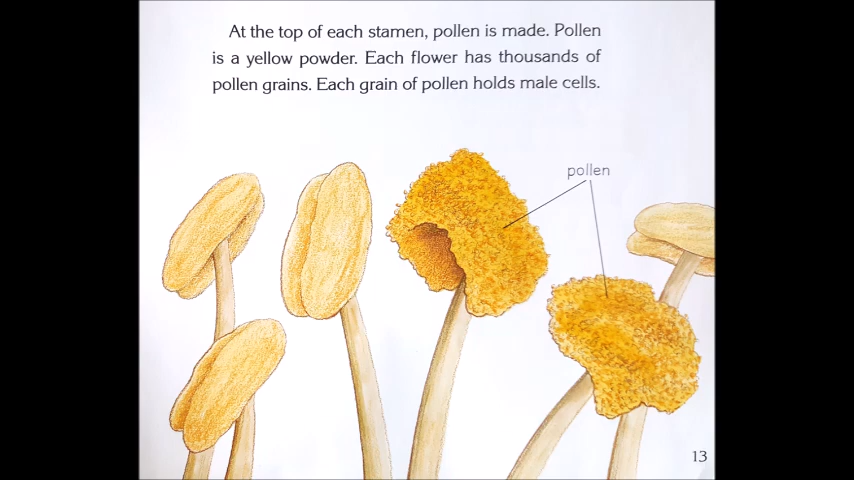 At the top of each stamen, pollen is made. Pollen
is a yellow powder. Each flower has thousands of
pollen grains. Each grain of pollen holds male cells.
pollen
13